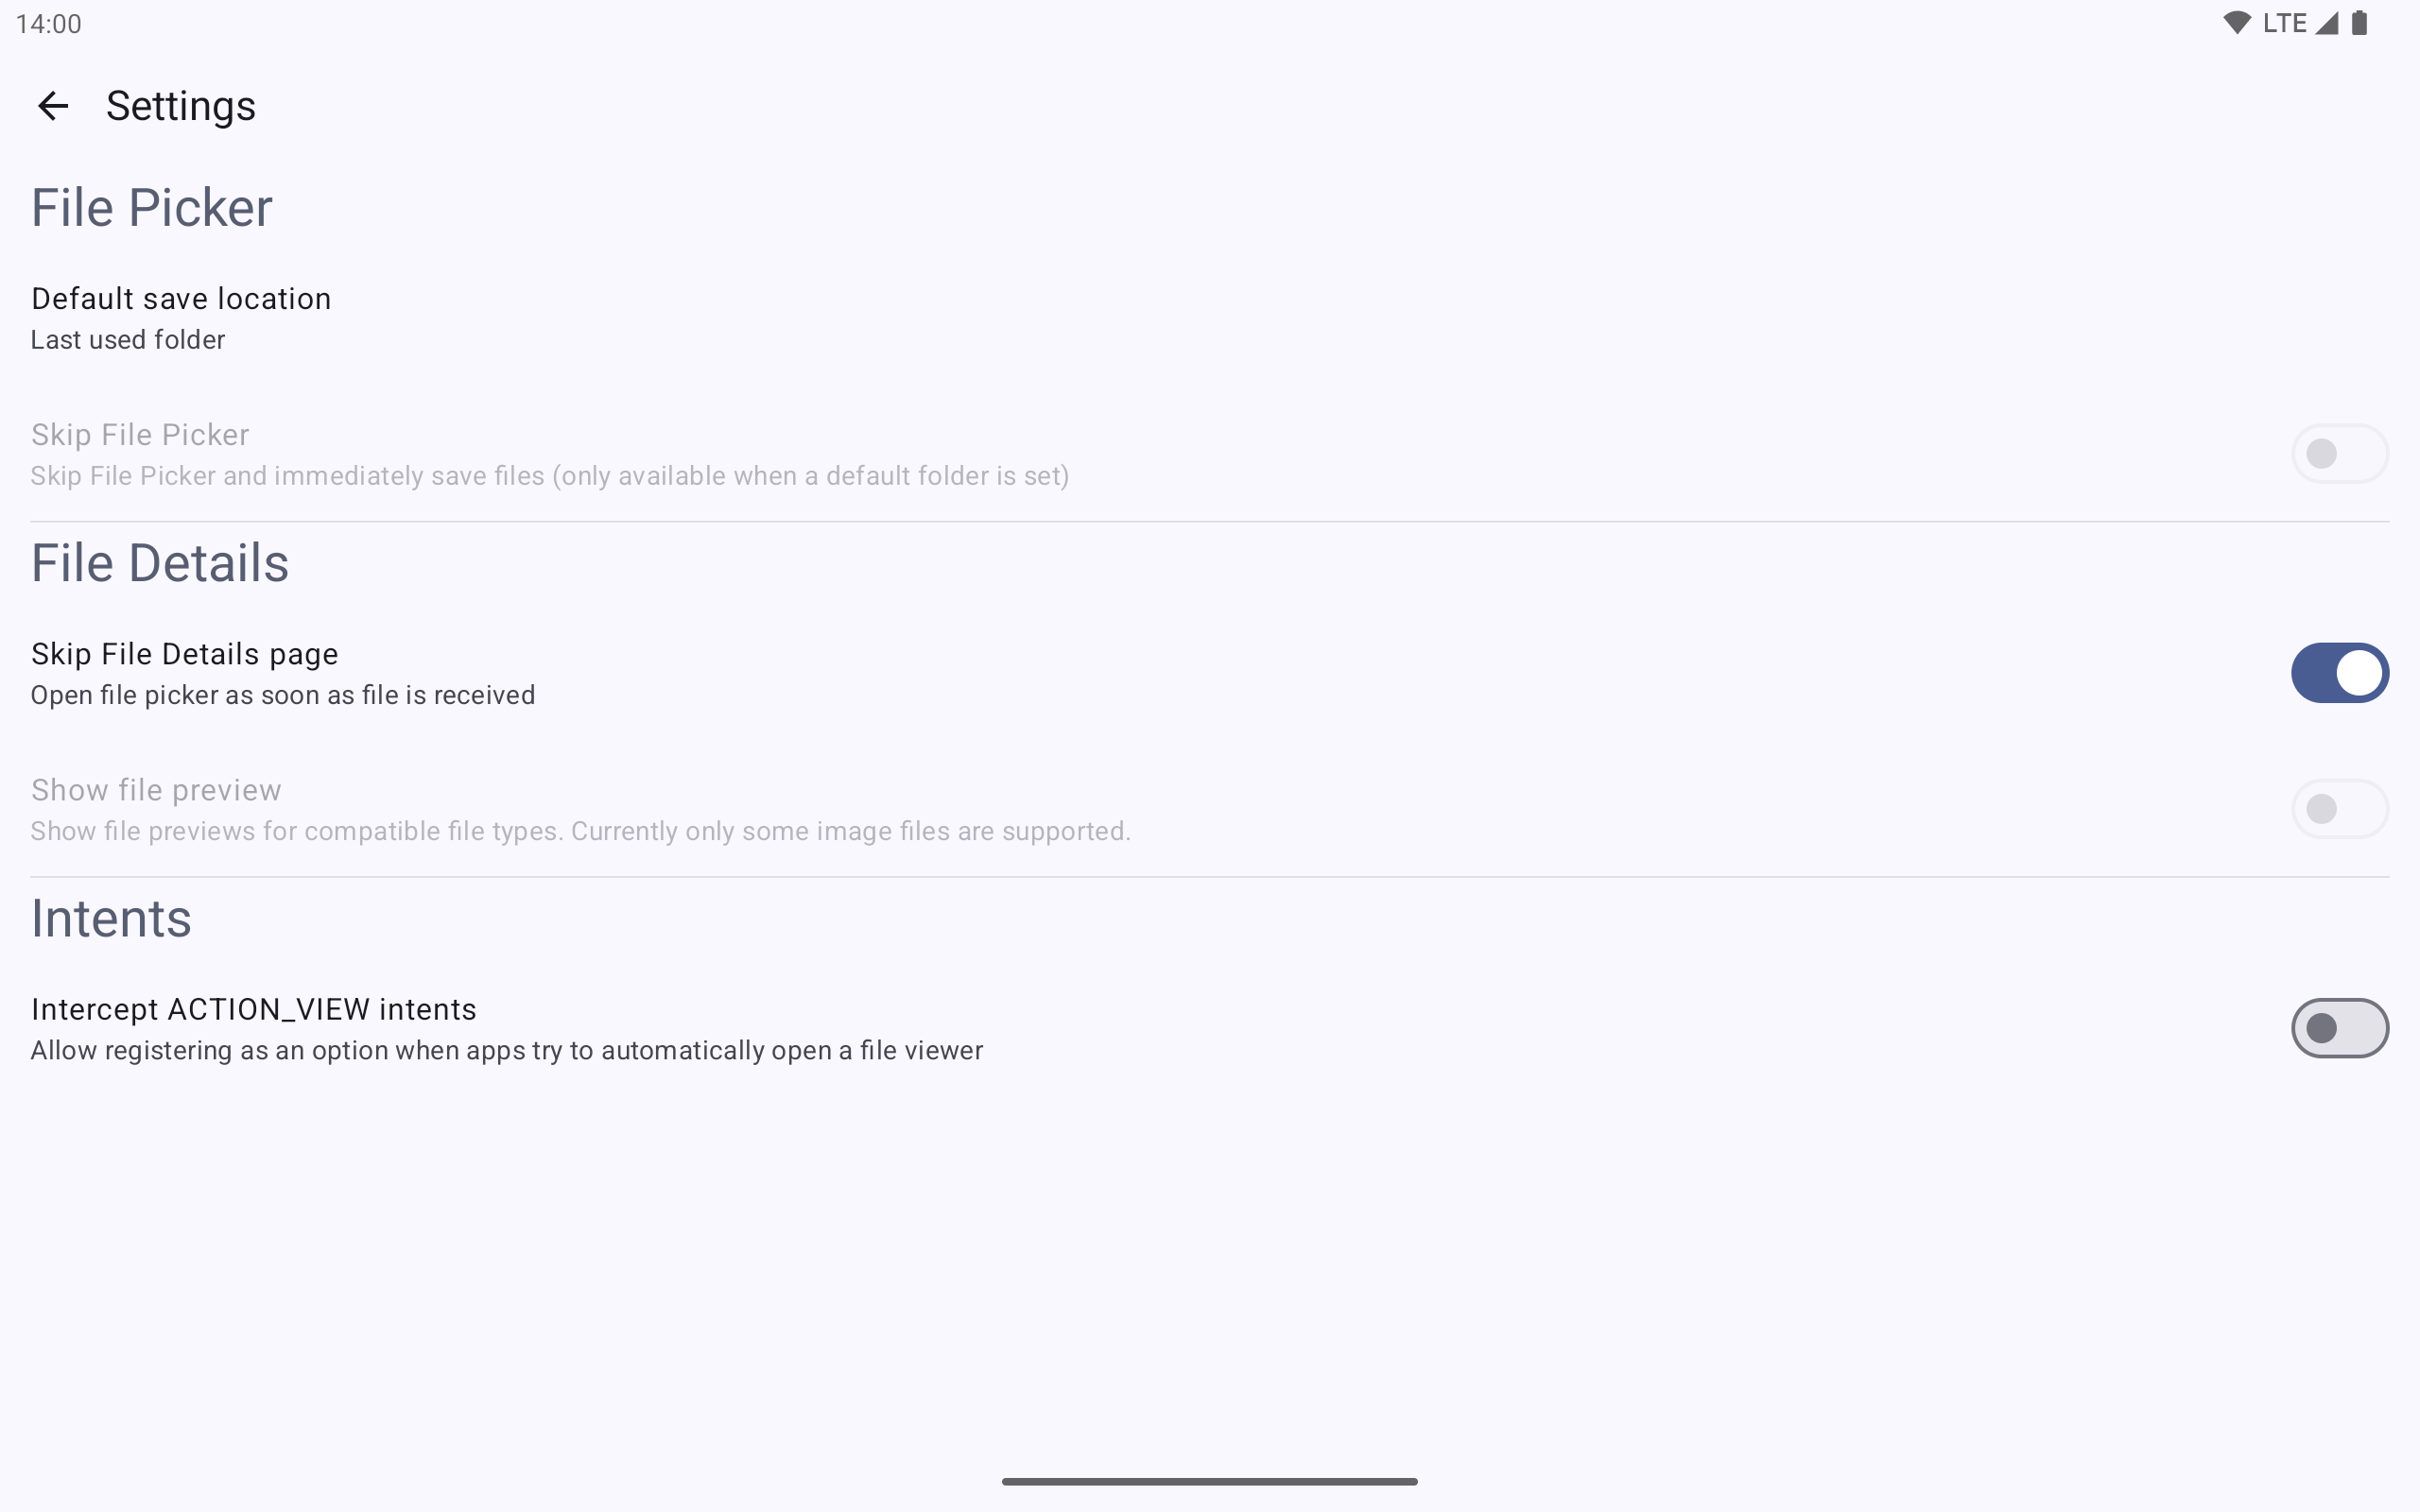 14:00
LTE
Settings
File Picker
Default save location
Last used folder
Skip File Picker
Skip File Picker and immediately save files (only available when a default folder is set)
File Details
Skip File Details page
Open file picker as soon as file is received
Show file preview
Show file previews for compatible file types. Currently only some image files are supported.
Intents
Intercept ACTION_VIEW intents
Allow registering as an option when apps try to automatically open a file viewer